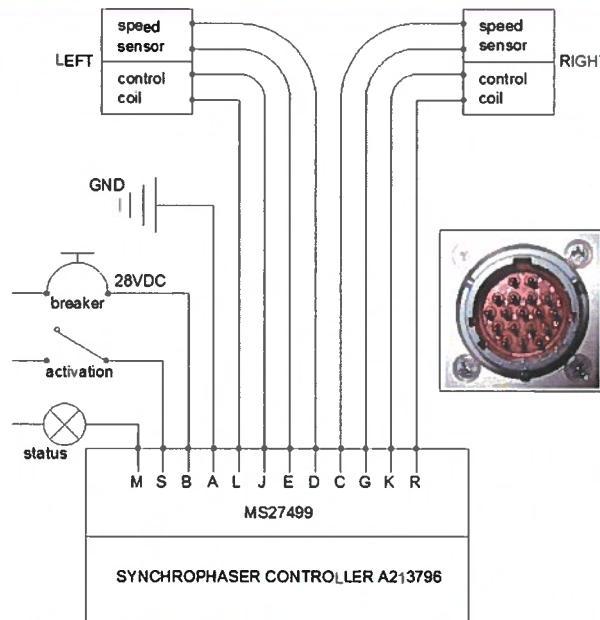 speed
sensor
LEFT
control
coil
speed
sensor
RIGHT
control
coil
GND
28VDC
breaker
activation
status
M S B A L J E D C G K R
MS27499
SYNCHROPHASER CONTROLLER A213796